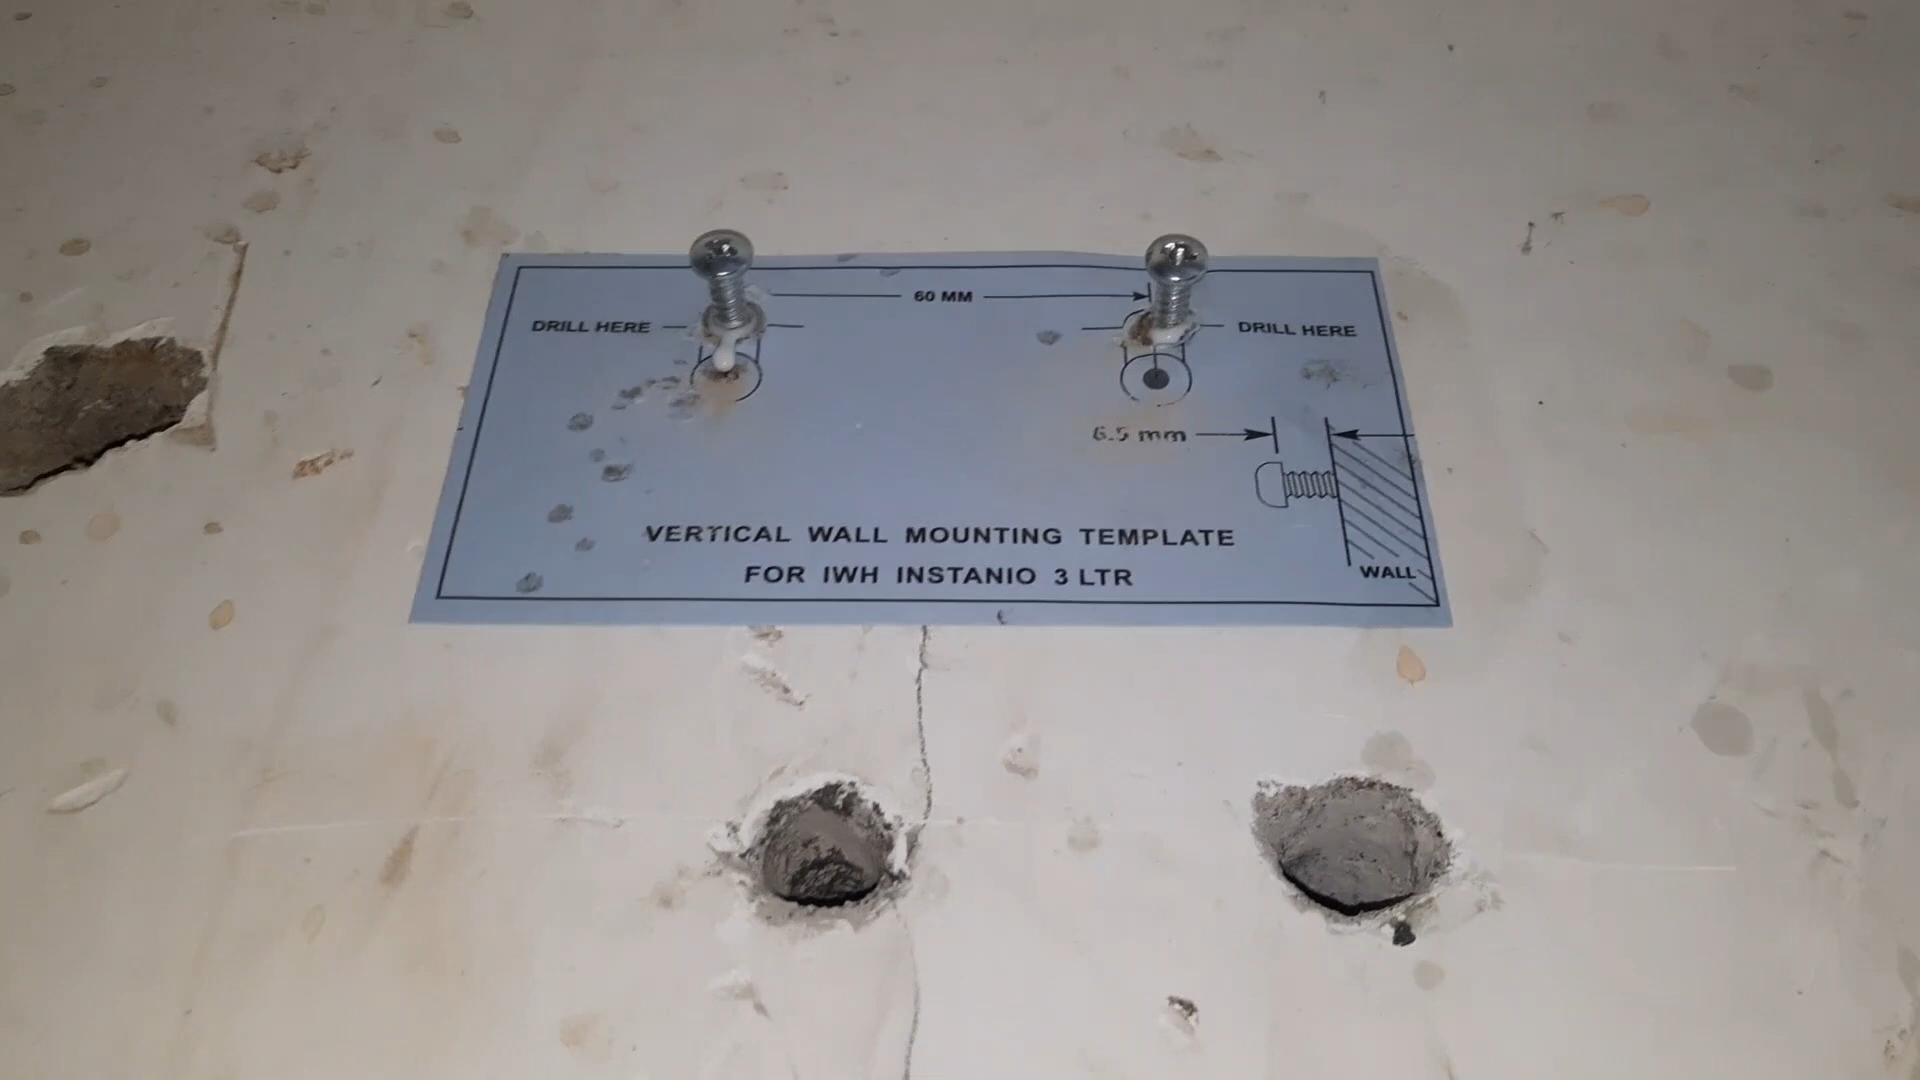 60 MM
DRILL HERE
DRILL HERE
6.5 mm
VERTICAL WALL MOUNTING TEMPLATE
FOR IWH INSTANIO 3 LTR
WALL